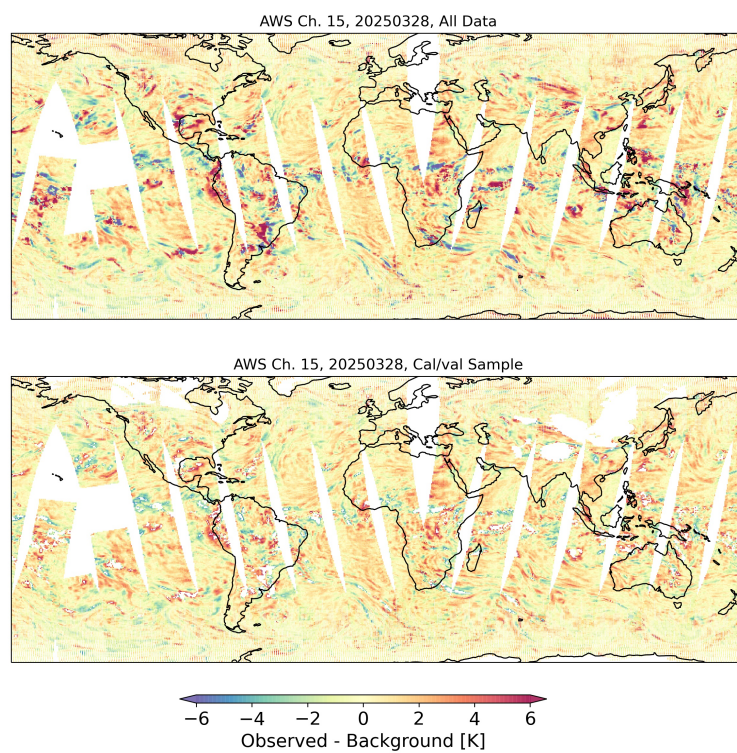 AWS Ch. 15, 20250328, All Data
AWS Ch. 15, 20250328, Cal/val Sample
−6 −4 −2 0 2 4 6
Observed - Background [K]